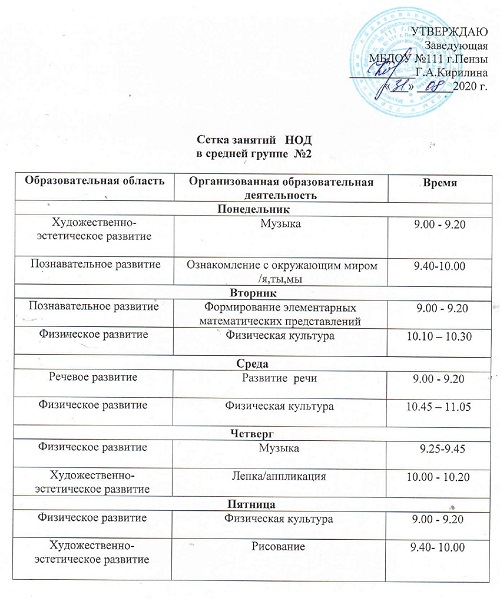 УТВЕРЖДАЮ
Заведующая
МБДОУ №111 г.Пензы
Г.А.Кирилина
«31» 08 2020 г.
Сетка занятий НОД
в средней группе №2
Образовательная область Организованная образовательная Время
деятельность
Понедельник
Художественно- Музыка 9.00 - 9.20
эстетическое развитие
Познавательное развитие Ознакомление с окружающим миром 9.40-10.00
/я,ты,мы
Вторник
Познавательное развитие Формирование элементарных 9.00 - 9.20
математических представлений
Физическое развитие Физическая культура 10.10 – 10.30
Среда
Речевое развитие Развитие речи 9.00 - 9.20
Физическое развитие Физическая культура 10.45 – 11.05
Четверг
Физическое развитие Музыка 9.25-9.45
Художественно- Лепка/аппликация 10.00 - 10.20
эстетическое развитие
Пятница
Физическое развитие Физическая культура 9.00 - 9.20
Художественно- Рисование 9.40- 10.00
эстетическое развитие